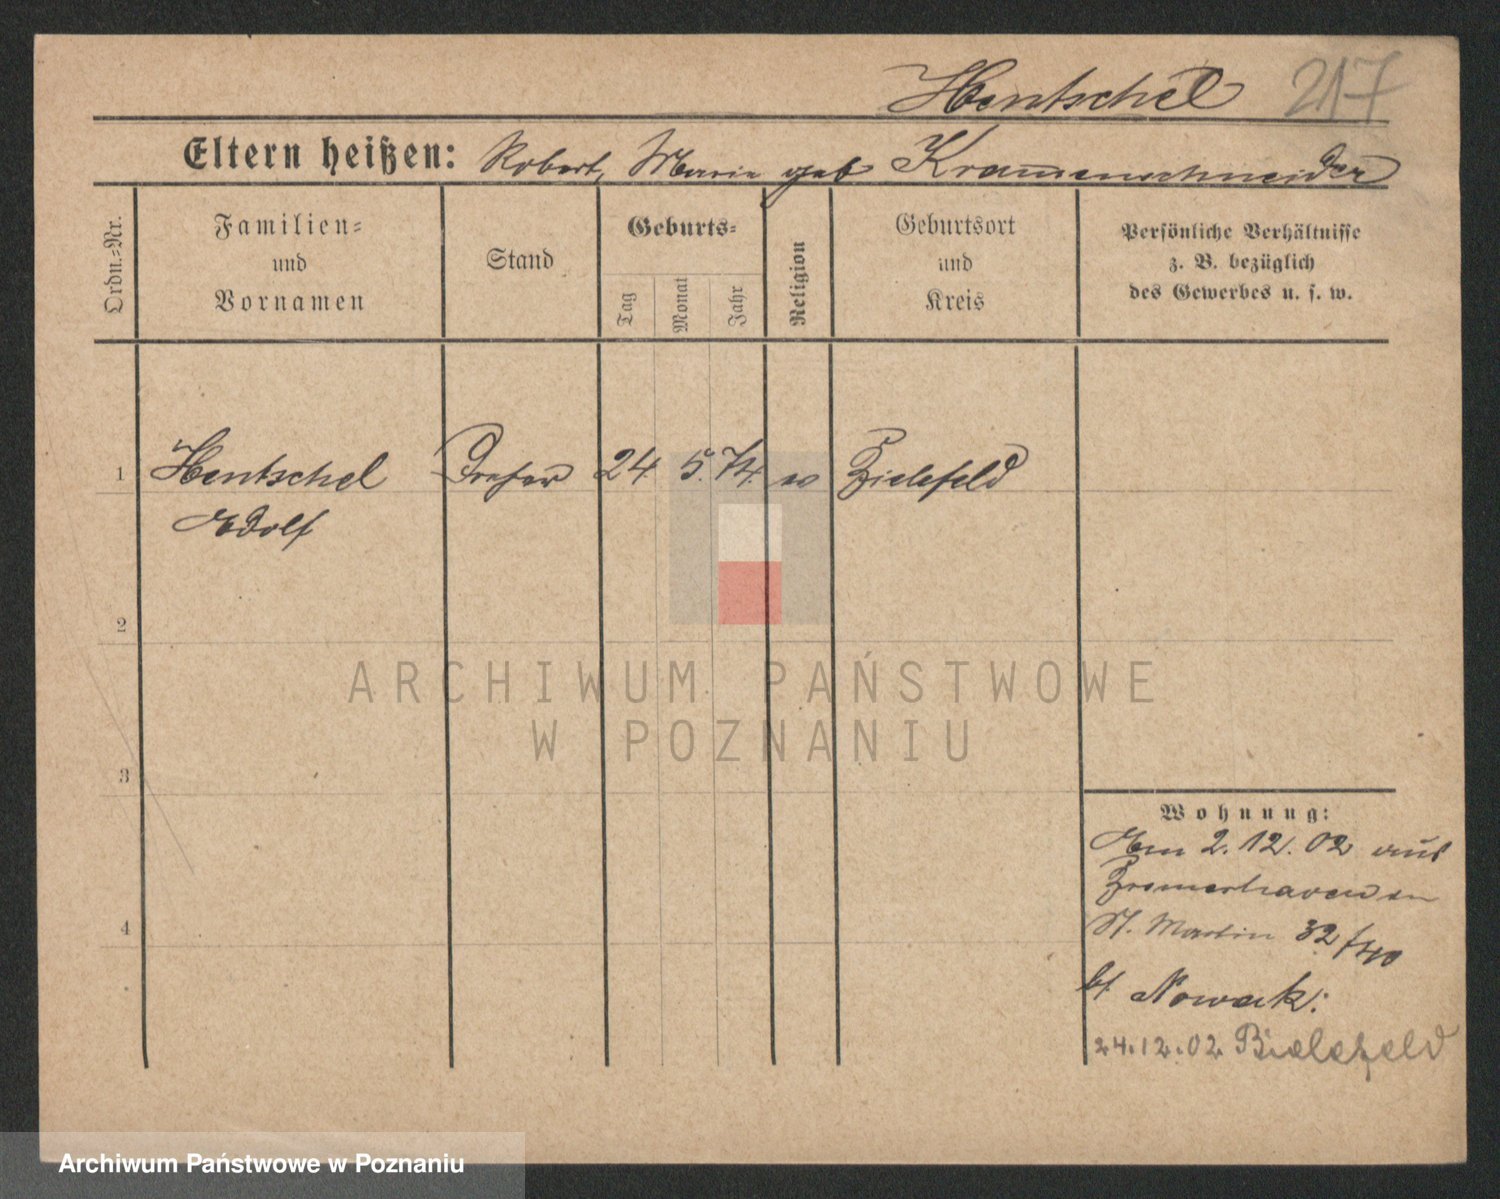 Hentschel 217
Eltern heißen: Robert, Marie geb
Ordn.-Nr.
Familien-
und
Vornamen
Stand
Geburts-
Tag
Monat
Jahr
Religion
Geburtsort
und
Kreis
Persönliche Verhältnisse
z. B. bezüglich
des Gewerbes u. s. w.
1 Hentschel Dreher 24. 5. 74. ev Bielefeld
Adolf
2
3
4
ARCHIWUM PAŃSTWOWE
W POZNANIU
Wohnung:
Am 2.12.02 aus
Bremerhaven
St. Martin 32/40
b/. Nowack:
24.12.02 Bielefeld
Archiwum Państwowe w Poznaniu